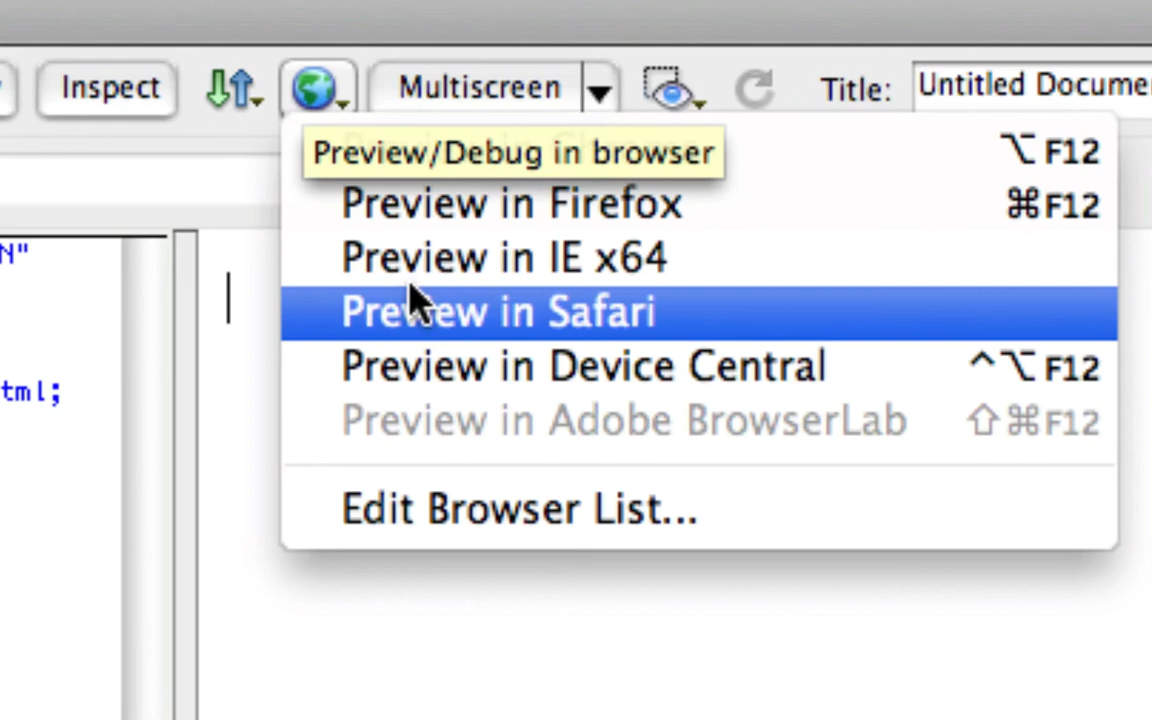 Inspect
Multiscreen
Title:
Untitled Docume
Preview/Debug in browser
⌥F12
Preview in Firefox ⌘F12
N"
Preview in IE x64
Preview in Safari
Preview in Device Central ^⌥F12
tml;
Preview in Adobe BrowserLab ⇧⌘F12
Edit Browser List...